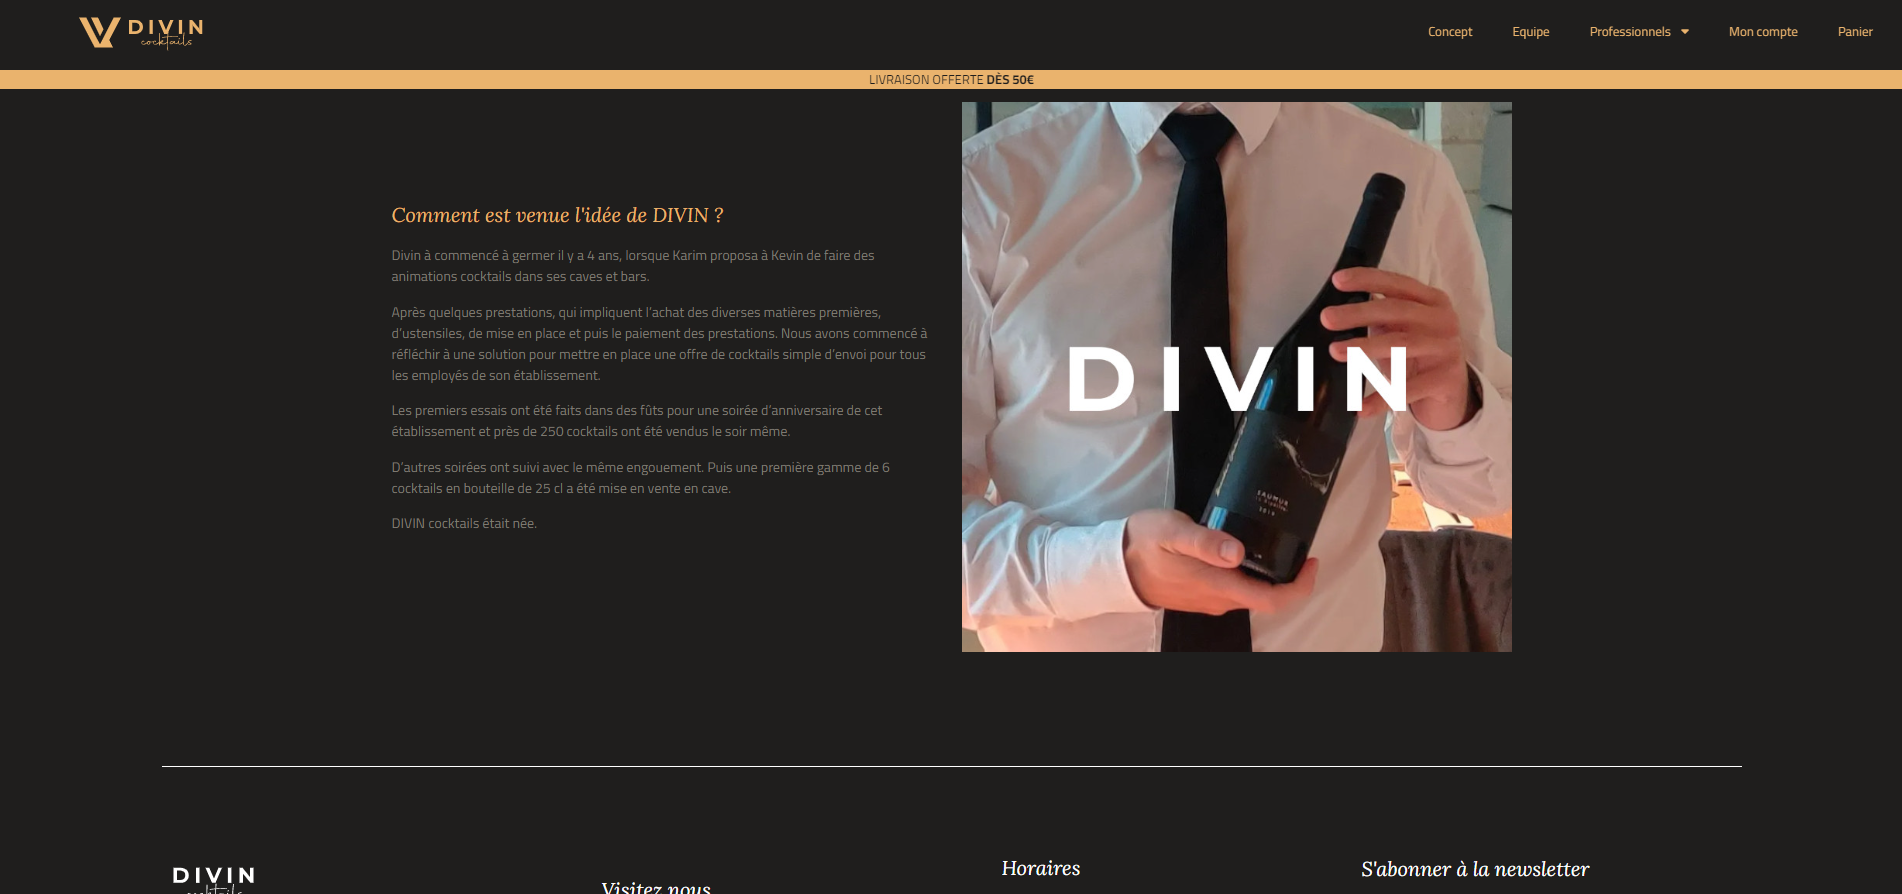 DIVIN
cocktails
Concept
Equipe
Professionnels
Mon compte
Panier
LIVRAISON OFFERTE DÈS 50€
Comment est venue l'idée de DIVIN ?
Divin à commencé à germer il y a 4 ans, lorsque Karim proposa à Kevin de faire des
animations cocktails dans ses caves et bars.
Après quelques prestations, qui impliquent l’achat des diverses matières premières,
d’ustensiles, de mise en place et puis le paiement des prestations. Nous avons commencé à
réfléchir à une solution pour mettre en place une offre de cocktails simple d’envoi pour tous
les employés de son établissement.
Les premiers essais ont été faits dans des fûts pour une soirée d’anniversaire de cet
établissement et près de 250 cocktails ont été vendus le soir même.
D’autres soirées ont suivi avec le même engouement. Puis une première gamme de 6
cocktails en bouteille de 25 cl a été mise en vente en cave.
DIVIN cocktails était née.
DIVIN
SAUMUR
DIVIN
cocktails
Visitez nous
Horaires
S'abonner à la newsletter